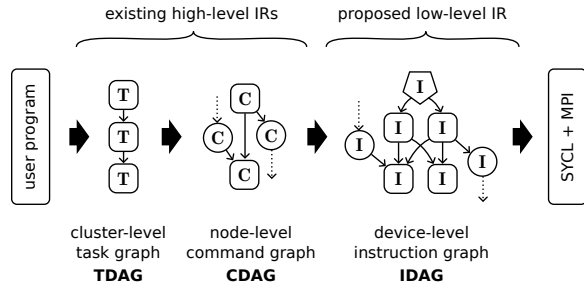 existing high-level IRs
proposed low-level IR
user program
T
T
T
C
C
C
C
I
I
I
I
I
I
I
SYCL + MPI
cluster-level
task graph
TDAG
node-level
command graph
CDAG
device-level
instruction graph
IDAG